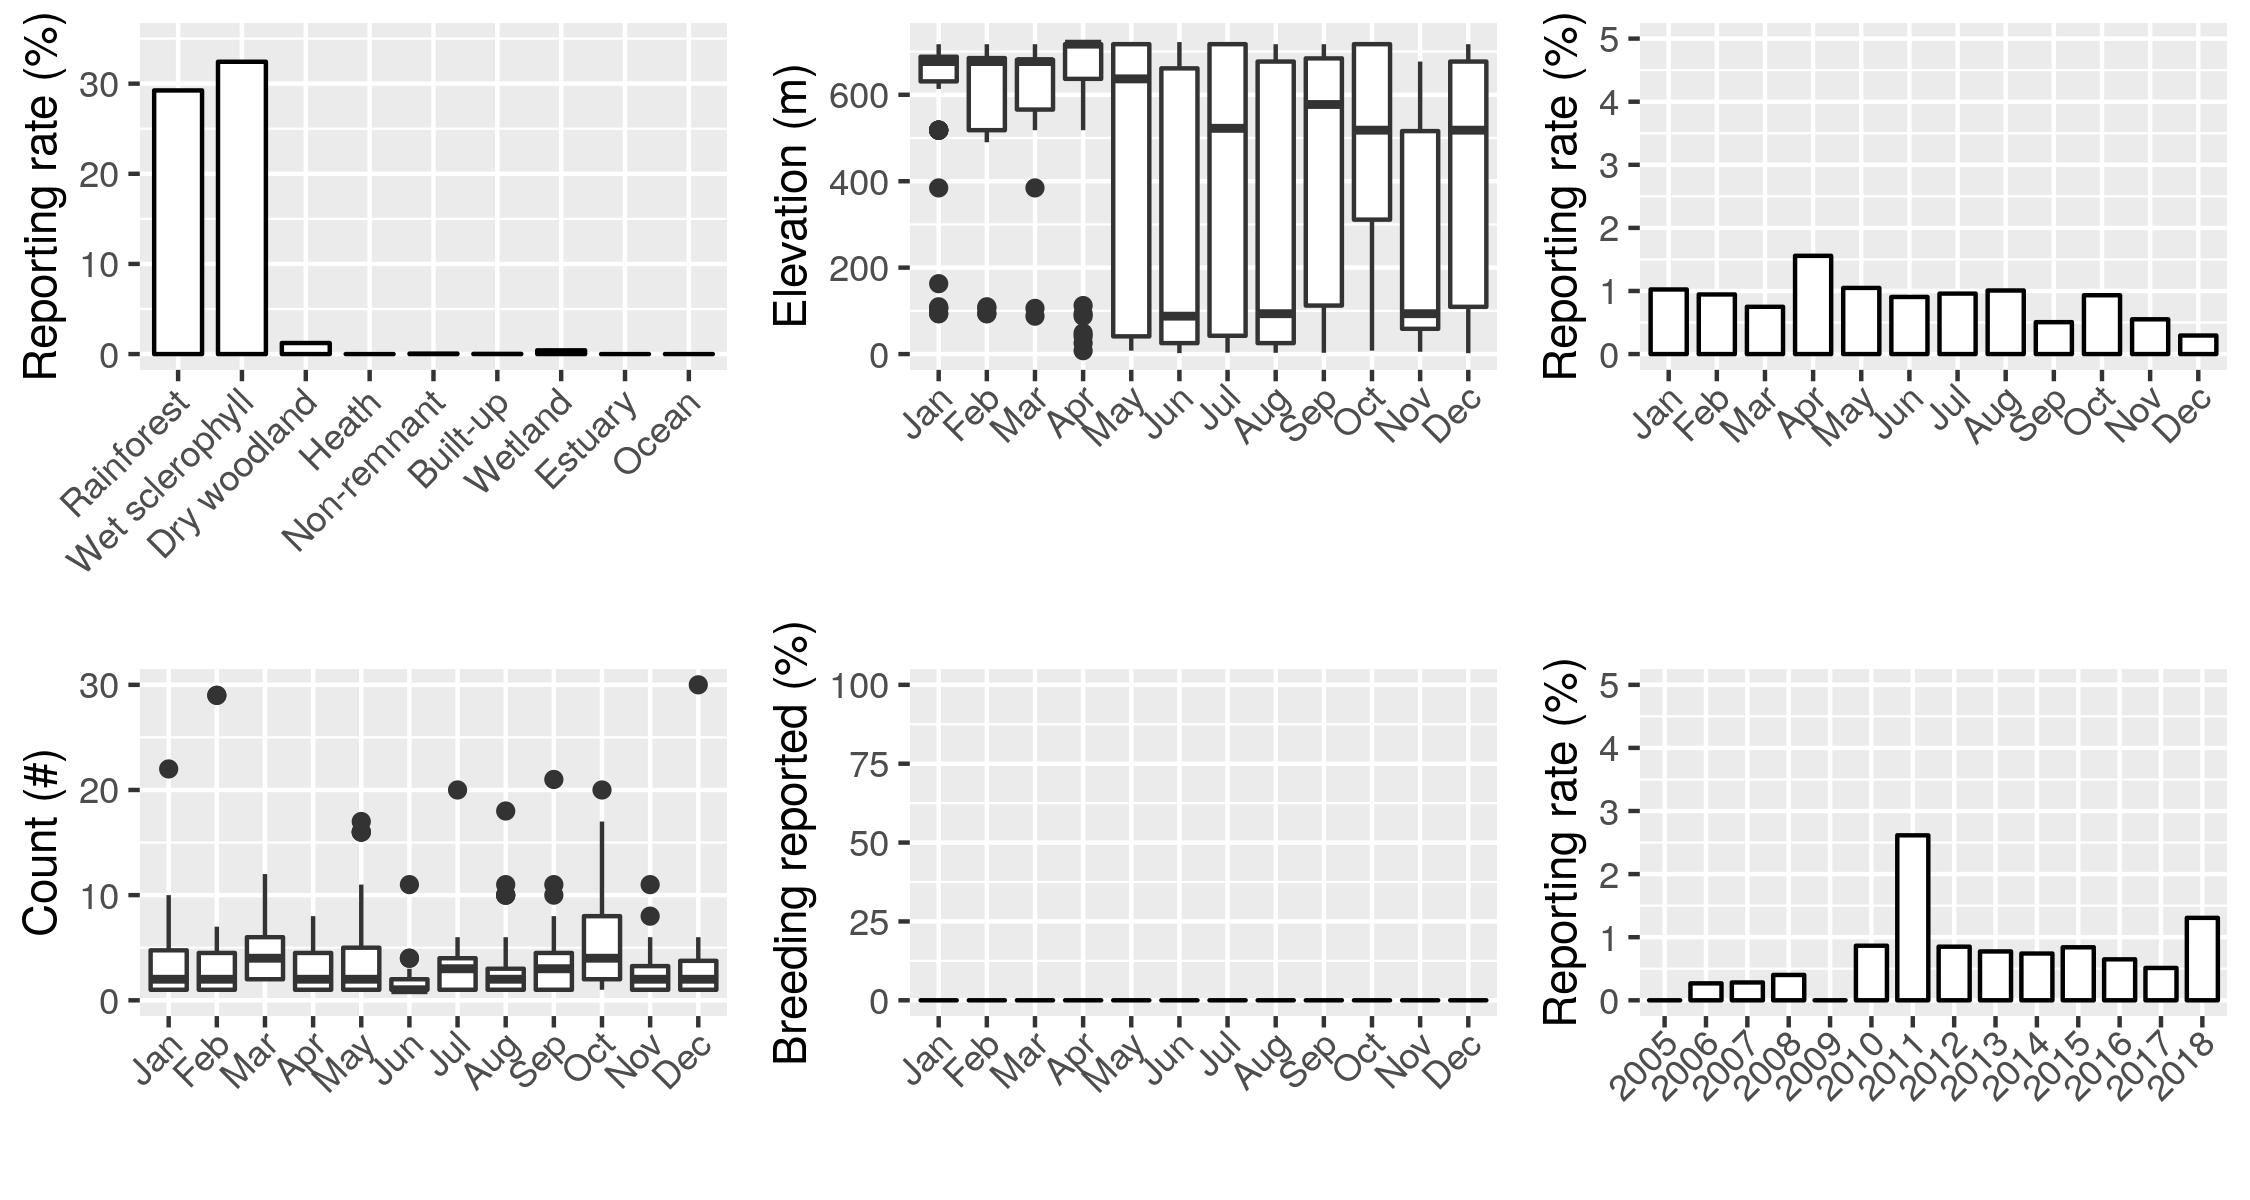 Reporting rate (%)
30
20
10
0
Rainforest
Wet sclerophyll
Dry woodland
Heath
Non-remnant
Built-up
Wetland
Estuary
Ocean
Elevation (m)
600
400
200
0
Jan
Feb
Mar
Apr
May
Jun
Jul
Aug
Sep
Oct
Nov
Dec
Reporting rate (%)
5
4
3
2
1
0
Jan
Feb
Mar
Apr
May
Jun
Jul
Aug
Sep
Oct
Nov
Dec
Count (#)
30
20
10
0
Jan
Feb
Mar
Apr
May
Jun
Jul
Aug
Sep
Oct
Nov
Dec
Breeding reported (%)
100
75
50
25
0
Jan
Feb
Mar
Apr
May
Jun
Jul
Aug
Sep
Oct
Nov
Dec
Reporting rate (%)
5
4
3
2
1
0
2005
2006
2007
2008
2009
2010
2011
2012
2013
2014
2015
2016
2017
2018